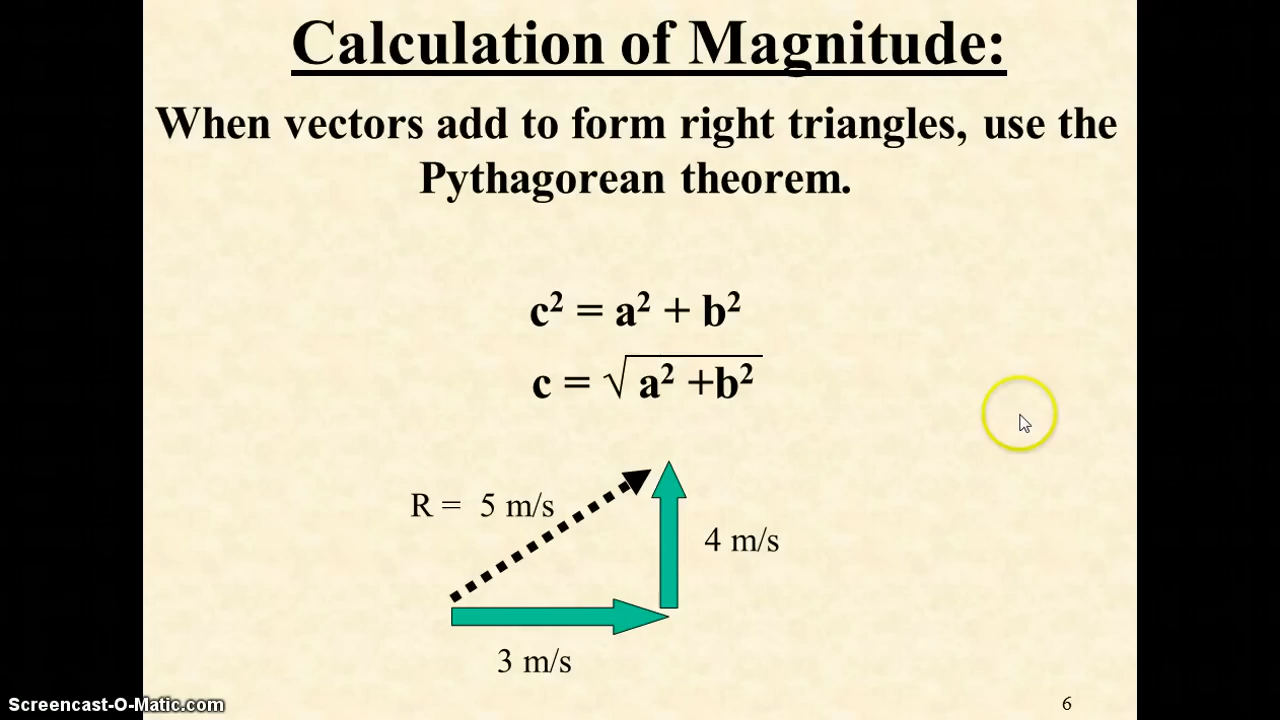 Calculation of Magnitude:
When vectors add to form right triangles, use the
Pythagorean theorem.
c² = a² + b²
c = √ a² +b²
R = 5 m/s
4 m/s
3 m/s
Screencast-O-Matic.com
6